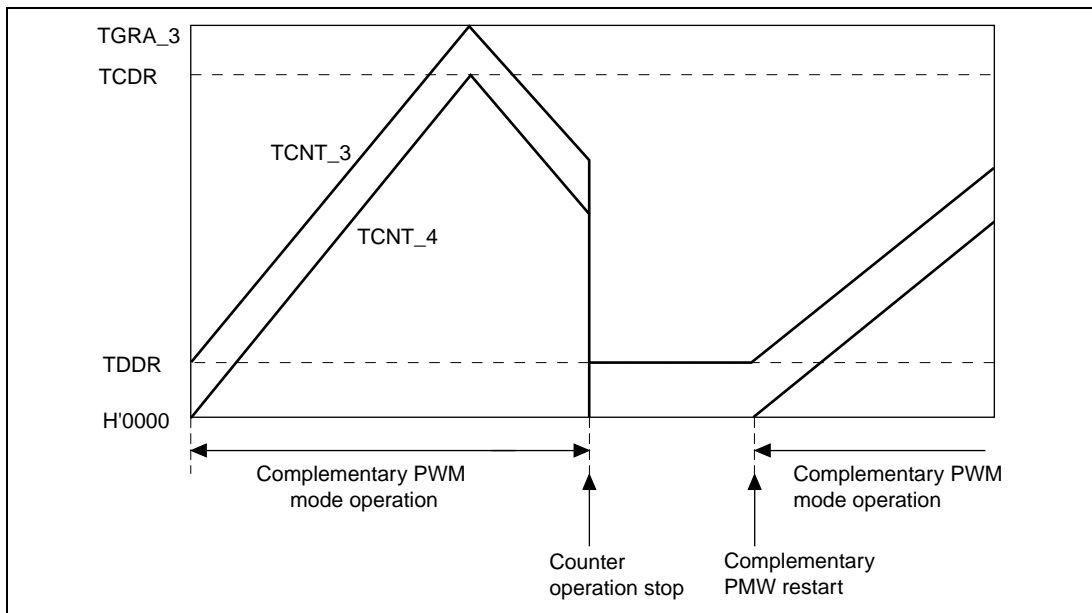 TGRA_3
TCDR
TCNT_3
TCNT_4
TDDR
H'0000
Complementary PWM
mode operation
Complementary PWM
mode operation
Counter
operation stop
Complementary
PMW restart